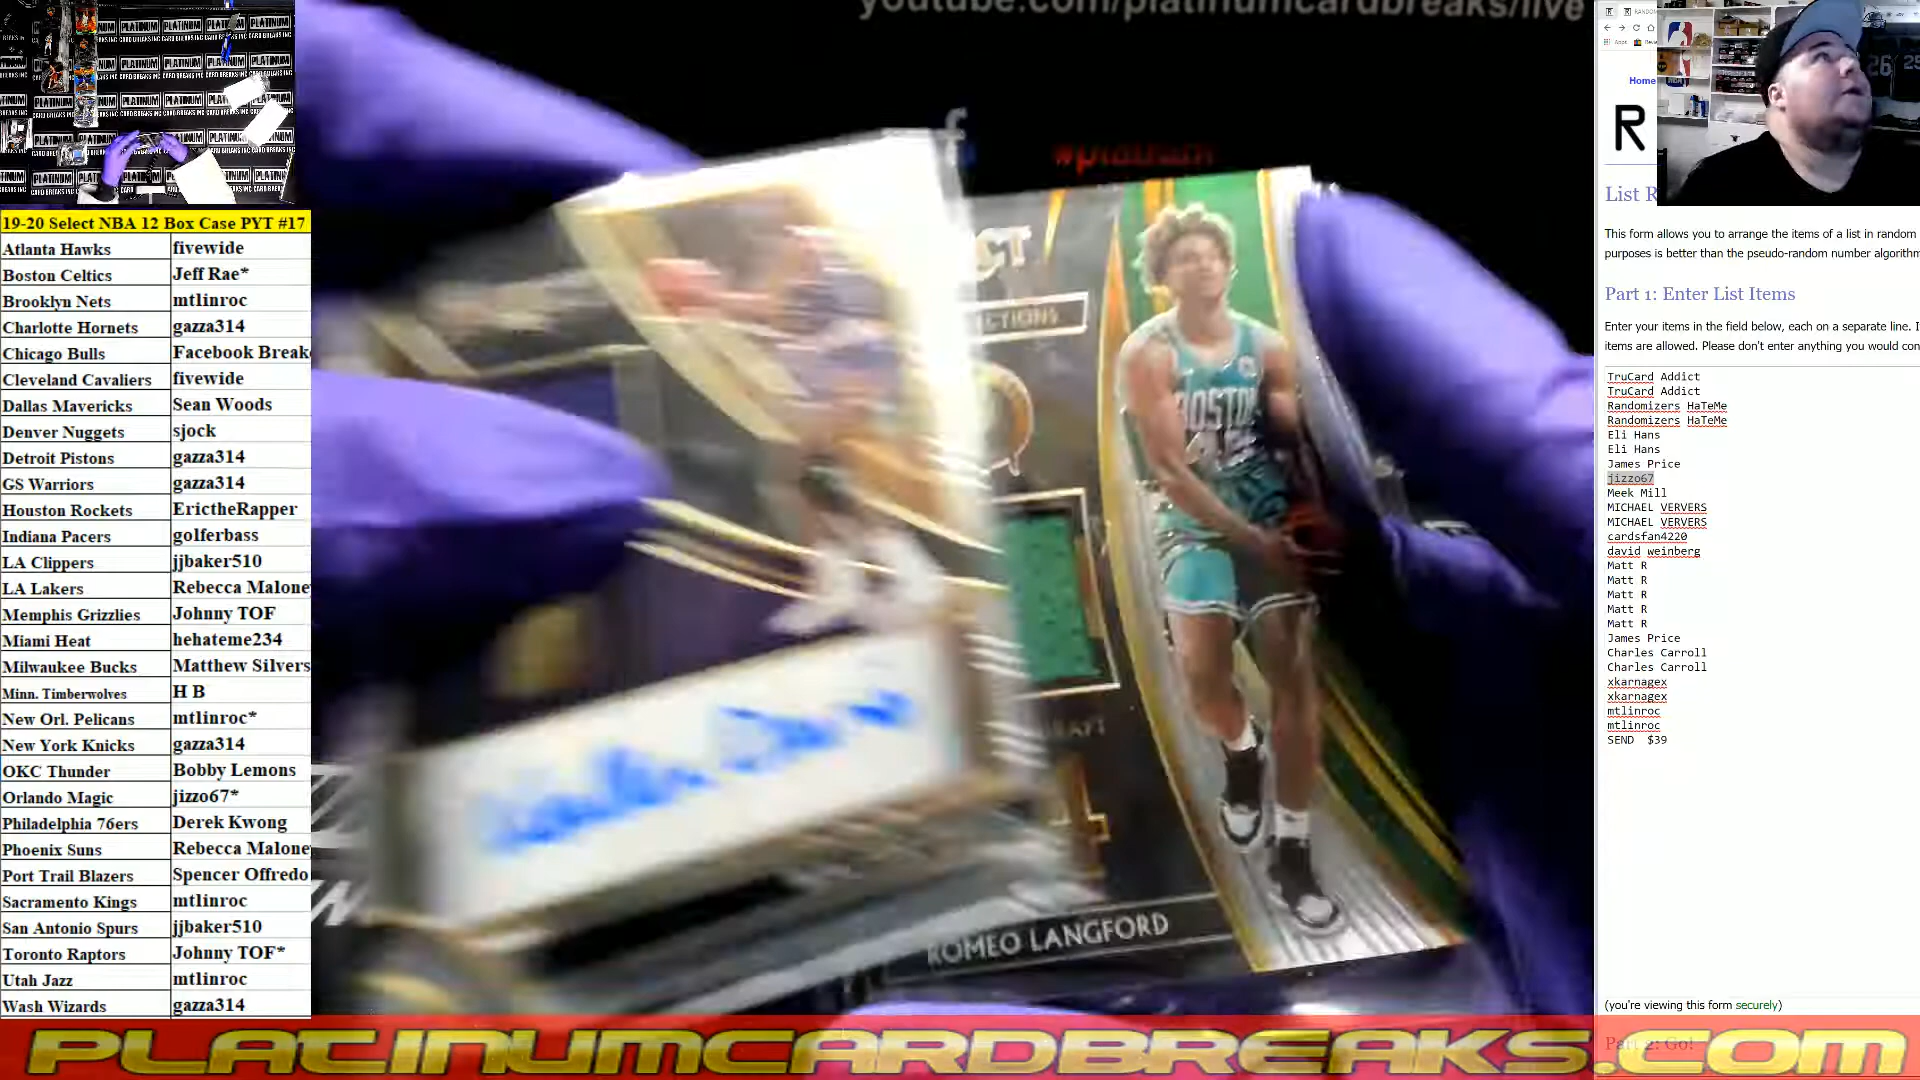 youtube.com/platinumcardbreaks/live
#platinum
19-20 Select NBA 12 Box Case PYT #17
Atlanta Hawks fivewide
Boston Celtics Jeff Rae*
Brooklyn Nets mtlinroc
Charlotte Hornets gazza314
Chicago Bulls Facebook Break
Cleveland Cavaliers fivewide
Dallas Mavericks Sean Woods
Denver Nuggets sjock
Detroit Pistons gazza314
GS Warriors gazza314
Houston Rockets ErictheRapper
Indiana Pacers golferbass
LA Clippers jjbaker510
LA Lakers Rebecca Malone
Memphis Grizzlies Johnny TOF
Miami Heat hehateme234
Milwaukee Bucks Matthew Silvers
Minn. Timberwolves H B
New Orl. Pelicans mtlinroc*
New York Knicks gazza314
OKC Thunder Bobby Lemons
Orlando Magic jizzo67*
Philadelphia 76ers Derek Kwong
Phoenix Suns Rebecca Malone
Port Trail Blazers Spencer Offredo
Sacramento Kings mtlinroc
San Antonio Spurs jjbaker510
Toronto Raptors Johnny TOF*
Utah Jazz mtlinroc
Wash Wizards gazza314
BOSTON
ROMEO LANGFORD
Home
R
List R
This form allows you to arrange the items of a list in random
purposes is better than the pseudo-random number algorithm
Part 1: Enter List Items
Enter your items in the field below, each on a separate line. I
items are allowed. Please don't enter anything you would con
TruCard Addict
TruCard Addict
Randomizers HaTeMe
Randomizers HaTeMe
Eli Hans
Eli Hans
James Price
jizzo67
Meek Mill
MICHAEL VERVERS
MICHAEL VERVERS
cardsfan4220
david weinberg
Matt R
Matt R
Matt R
Matt R
Matt R
James Price
Charles Carroll
Charles Carroll
xkarnagex
xkarnagex
mtlinroc
mtlinroc
SEND $39
(you're viewing this form securely)
Part 2: Go!
PLATINUMCARDBREAKS.COM